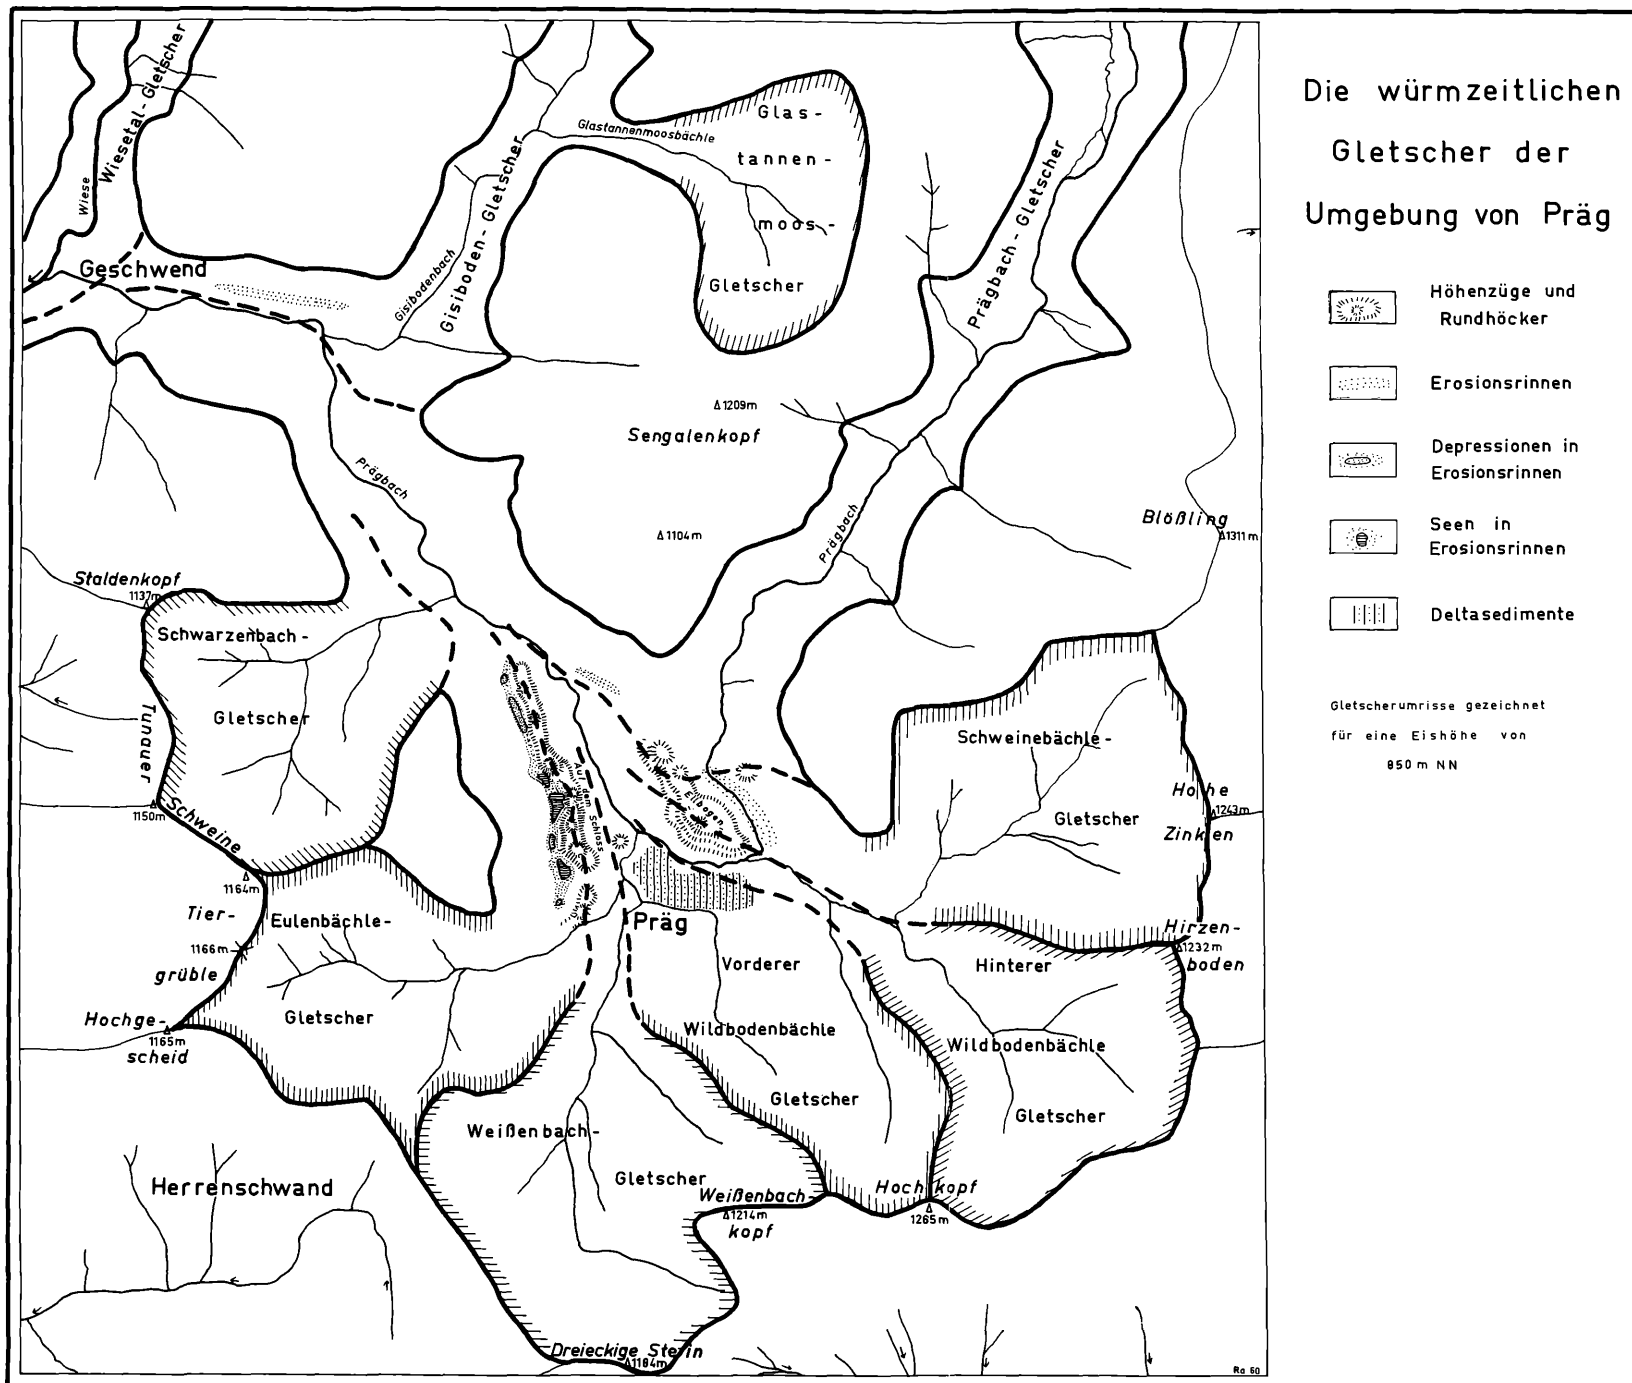 Die würmzeitlichen
Gletscher der
Umgebung von Präg
Höhenzüge und
Rundhöcker
Erosionsrinnen
Depressionen in
Erosionsrinnen
Seen in
Erosionsrinnen
Deltasedimente
Gletscherumrisse gezeichnet
für eine Eishöhe von
850 m NN
Wiesetal-Gletscher
Wiese
Geschwend
Gisibodenbach
Gisiboden-Gletscher
Glastannenmoosbächle
Glas-
tannen-
moos-
Gletscher
Prägbach-Gletscher
1209m
Sengalenkopf
1104m
Prägbach
Prägbach
Blößling
1311m
Staldenkopf
1137m
Schwarzenbach-
Gletscher
Tunauer
Schweine
1150m
1164m
Tier-
1166m
grüble
Hochge-
1165m
scheid
Eulenbächle-
Gletscher
Auf dem Schloss
Ellbogen
Präg
Schweinebächle-
Gletscher
Hohe
1243m
Zinken
Hirzen-
1232m
boden
Vorderer
Wildbodenbächle
Gletscher
Hinterer
Wildbodenbächle
Gletscher
Weißenbach-
Gletscher
Weißenbach-
1214m
kopf
Hochkopf
1265m
Herrenschwand
Dreieckige Stein
1184m
Ra 60